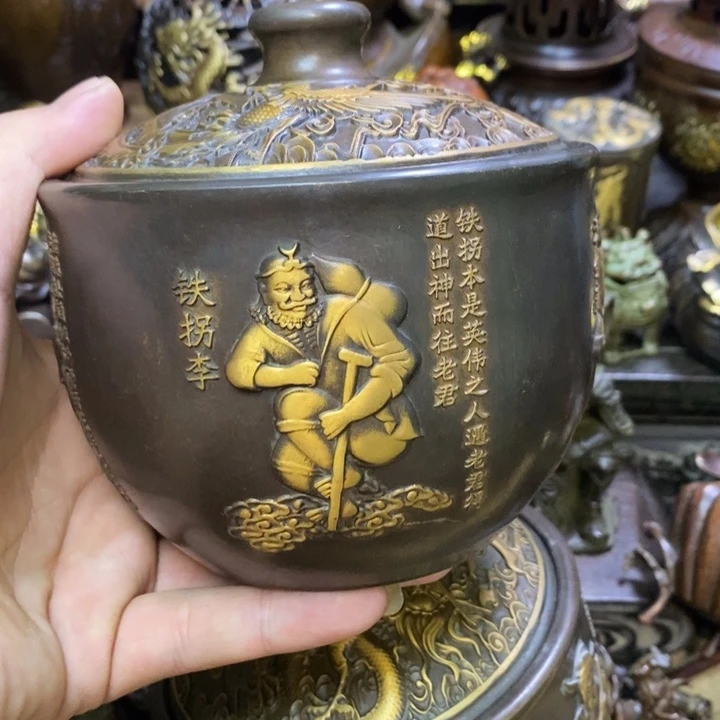 铁拐本是英伟之人遇老君得
道出神而往老君
铁拐李